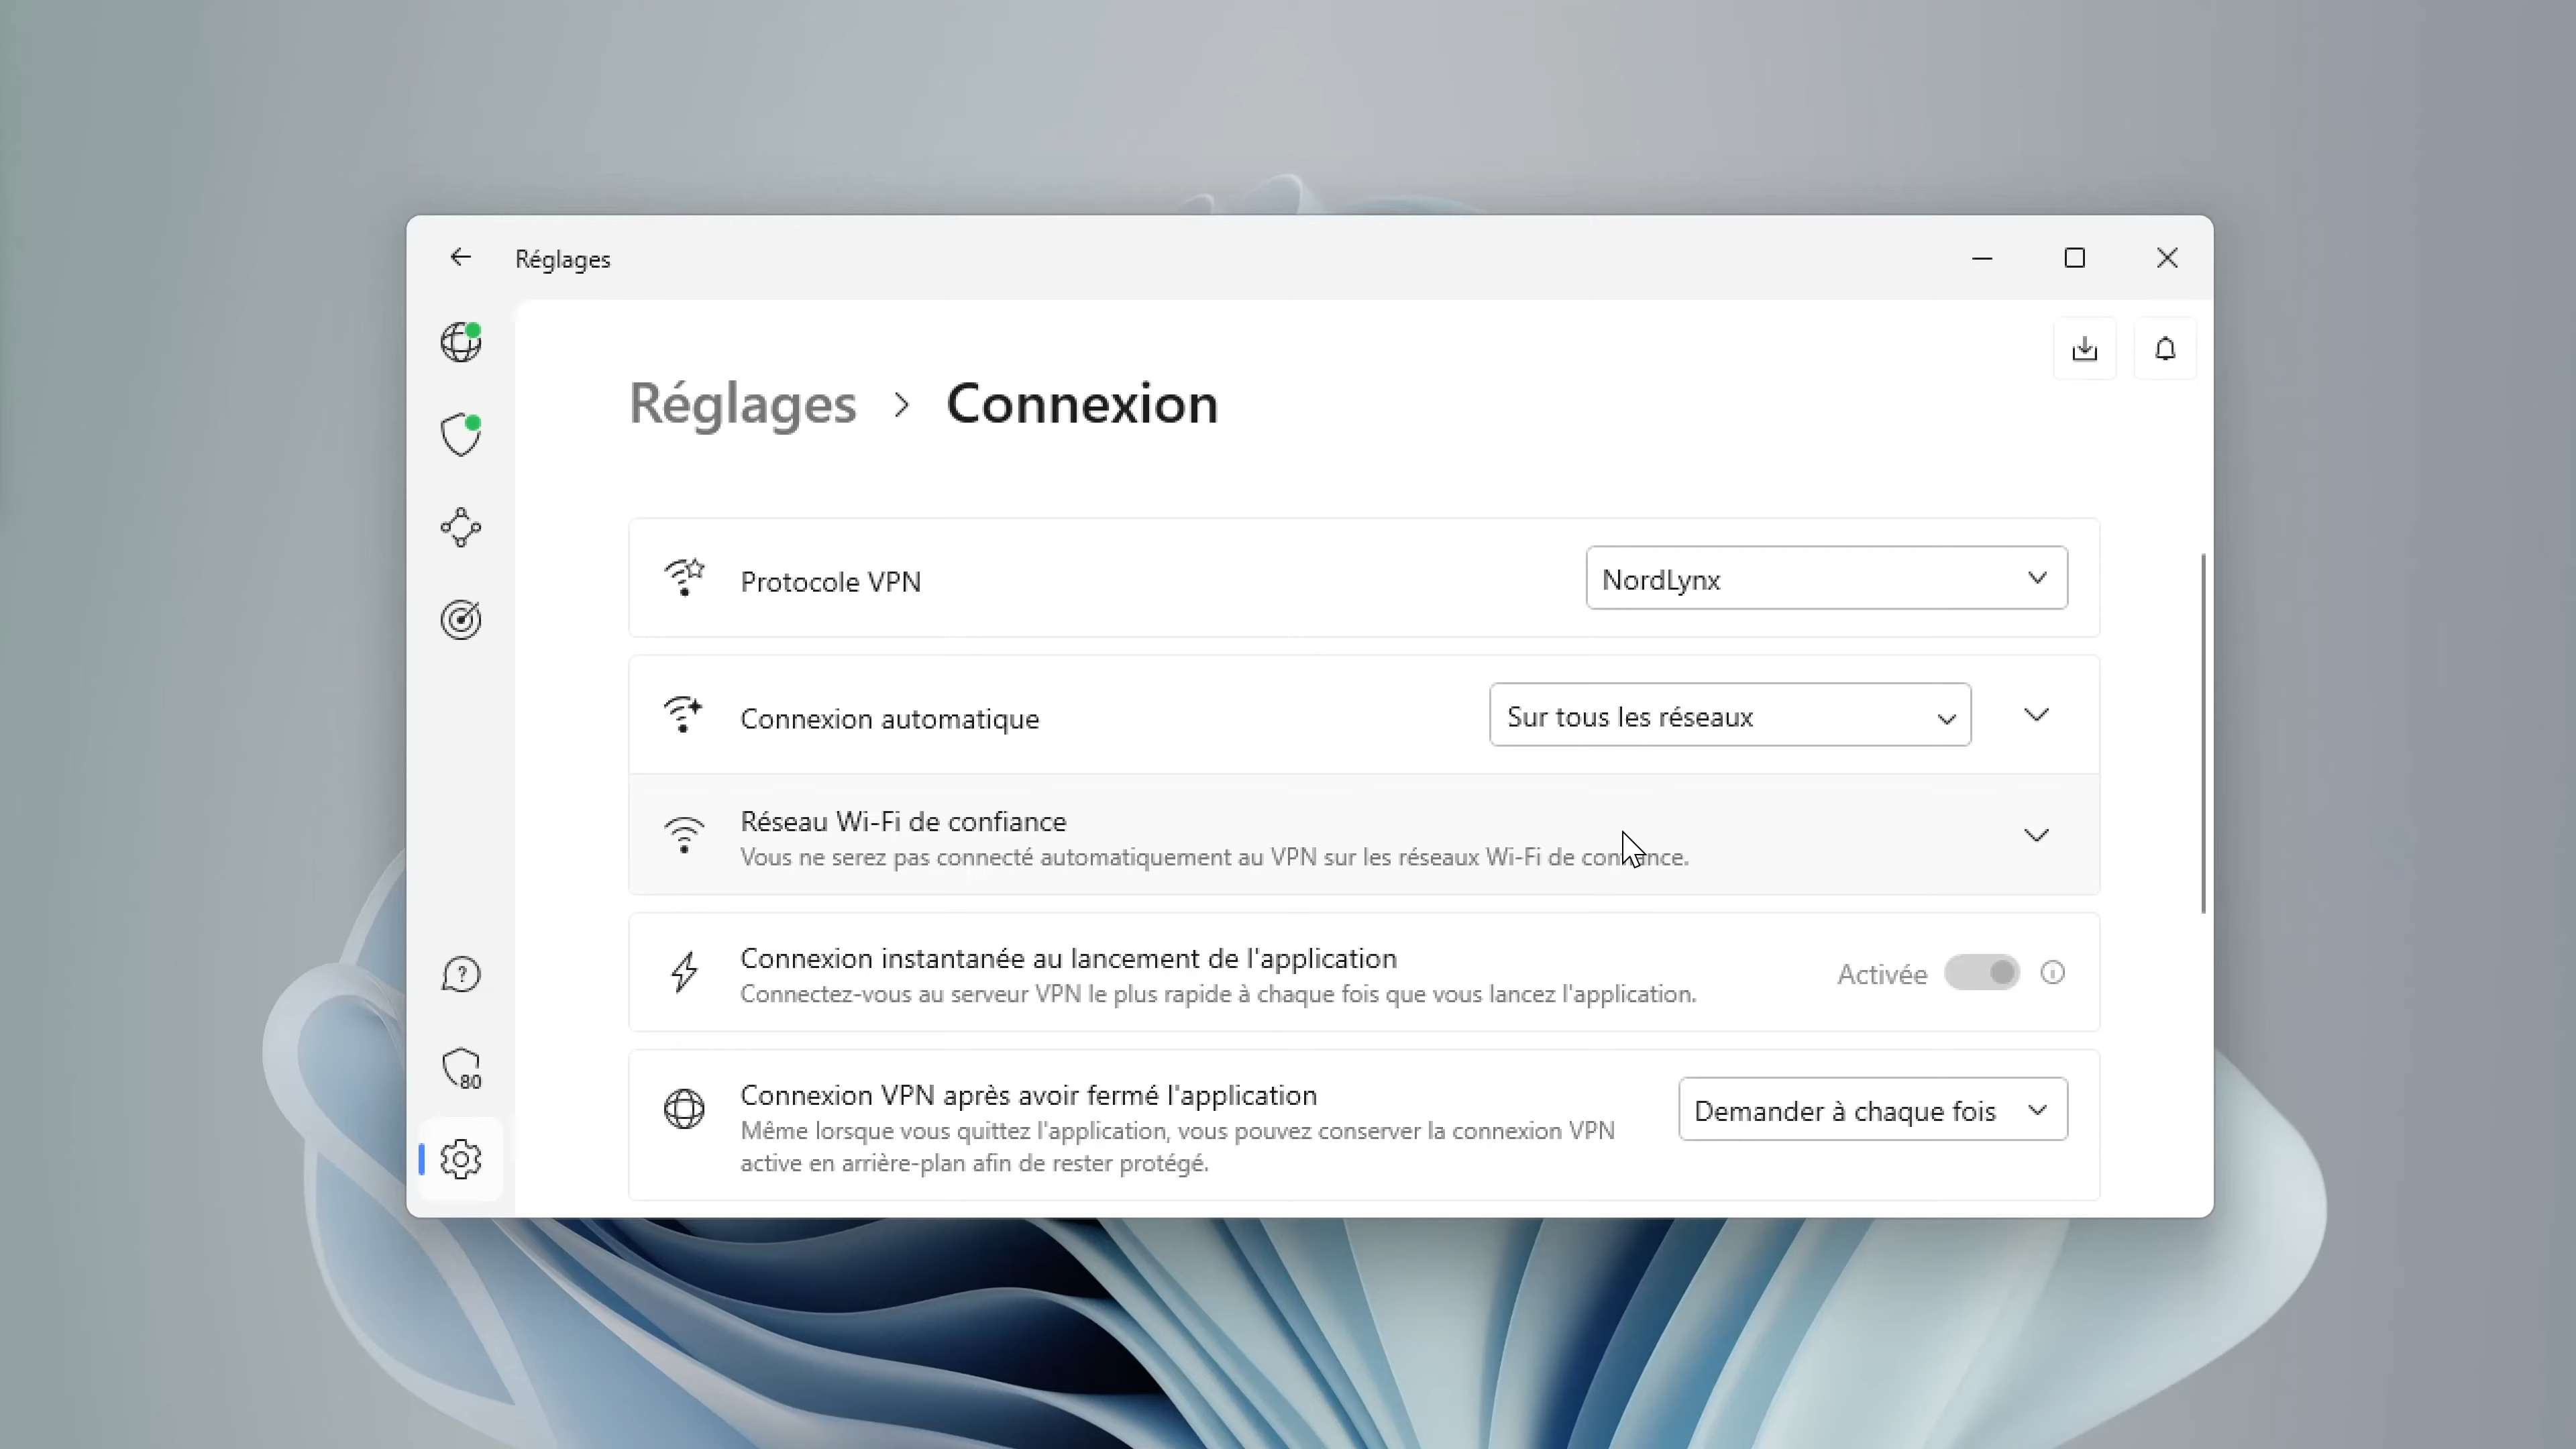 Réglages
Réglages > Connexion
Protocole VPN
NordLynx
Connexion automatique
Sur tous les réseaux
Réseau Wi-Fi de confiance
Vous ne serez pas connecté automatiquement au VPN sur les réseaux Wi-Fi de confiance.
Connexion instantanée au lancement de l'application
Connectez-vous au serveur VPN le plus rapide à chaque fois que vous lancez l'application.
Activée
Connexion VPN après avoir fermé l'application
Même lorsque vous quittez l'application, vous pouvez conserver la connexion VPN
active en arrière-plan afin de rester protégé.
Demander à chaque fois
80